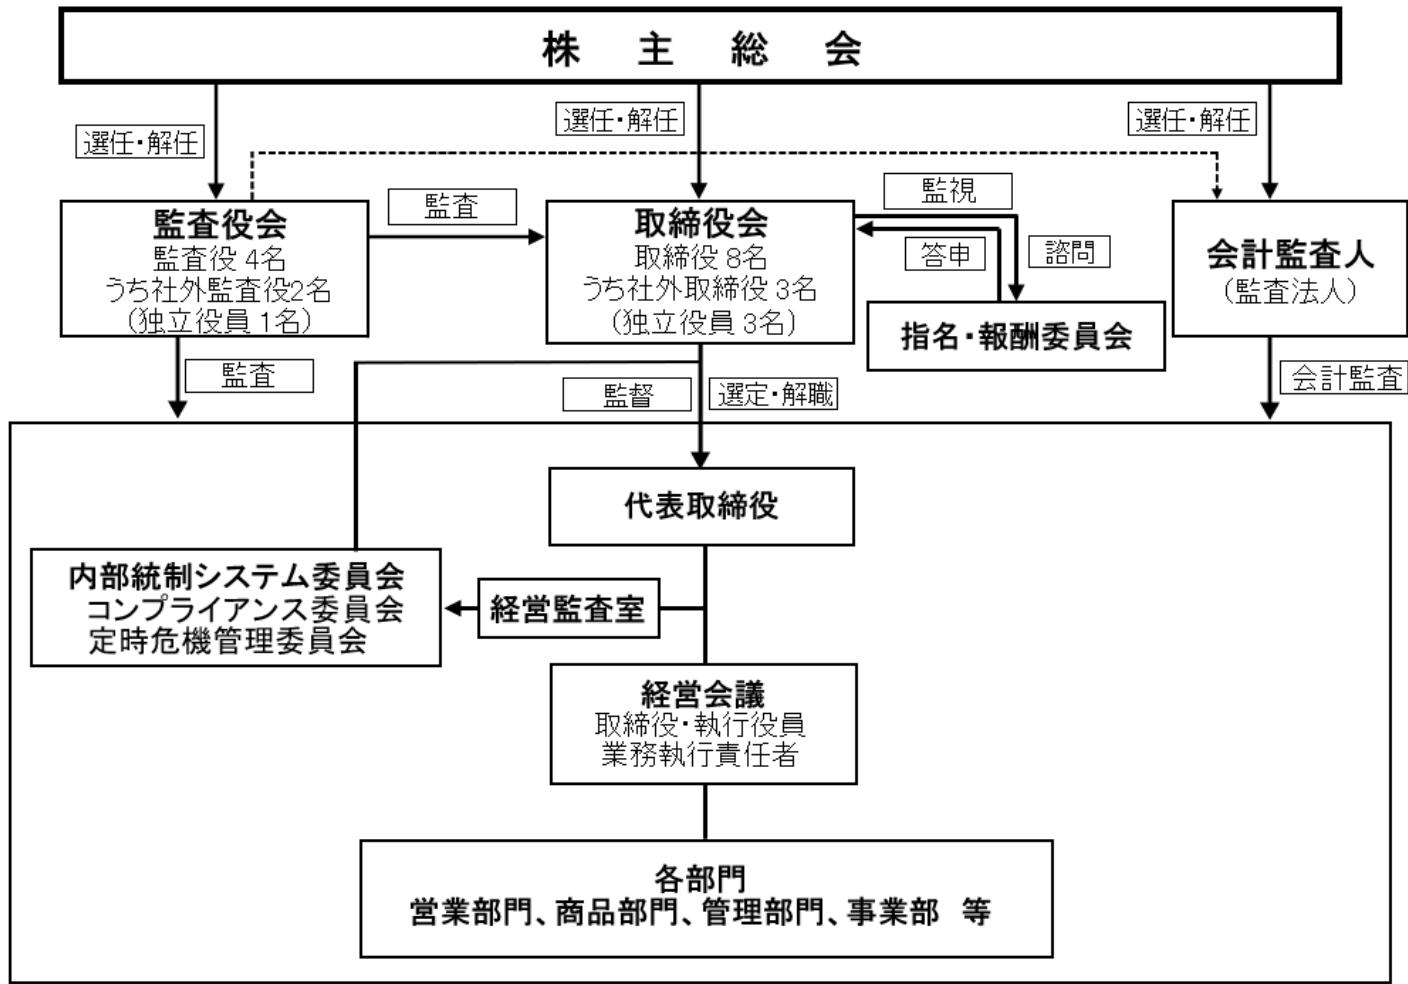 株 主 総 会
選任・解任
選任・解任
選任・解任
監査役会
監査役 4名
うち社外監査役2名
(独立役員 1名)
監査
取締役会
取締役 8名
うち社外取締役 3名
(独立役員 3名)
監視
答申
諮問
指名・報酬委員会
会計監査人
(監査法人)
監査
監督
選定・解職
会計監査
代表取締役
内部統制システム委員会
コンプライアンス委員会
定時危機管理委員会
経営監査室
経営会議
取締役・執行役員
業務執行責任者
各部門
営業部門、商品部門、管理部門、事業部 等